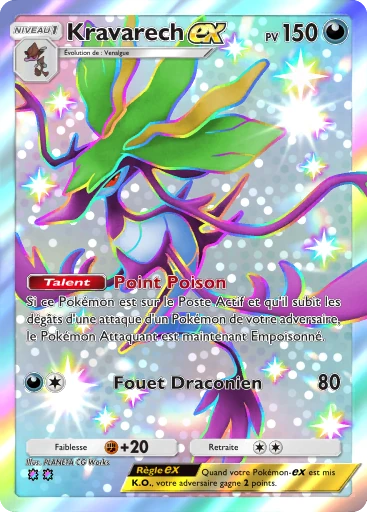 NIVEAU 1 Kravarech ex PV 150
Évolution de : Venalgue
Talent Point Poison
Si ce Pokémon est sur le Poste Actif et qu'il subit les
dégâts d'une attaque d'un Pokémon de votre adversaire,
le Pokémon Attaquant est maintenant Empoisonné.
Fouet Draconien 80
Faiblesse +20 Retraite
Illus. PLANETA CG Works
Règle ex Quand votre Pokémon-ex est mis
K.O., votre adversaire gagne 2 points.